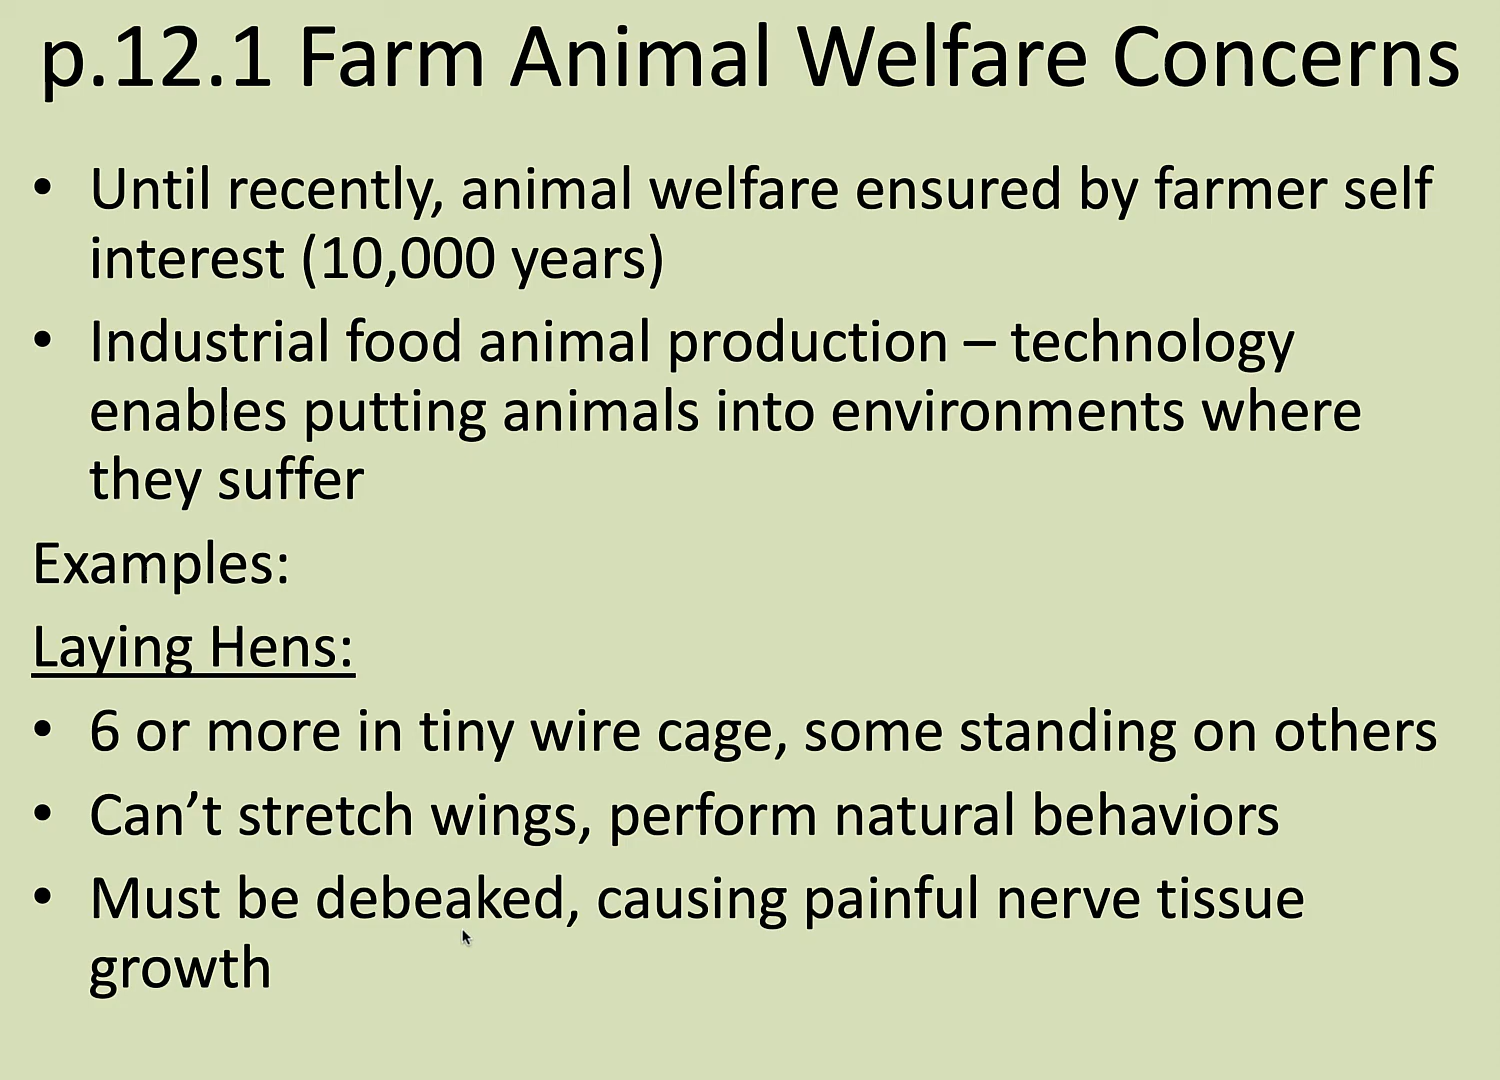 p.12.1 Farm Animal Welfare Concerns
• Until recently, animal welfare ensured by farmer self
interest (10,000 years)
• Industrial food animal production – technology
enables putting animals into environments where
they suffer
Examples:
Laying Hens:
• 6 or more in tiny wire cage, some standing on others
• Can’t stretch wings, perform natural behaviors
• Must be debeaked, causing painful nerve tissue
growth